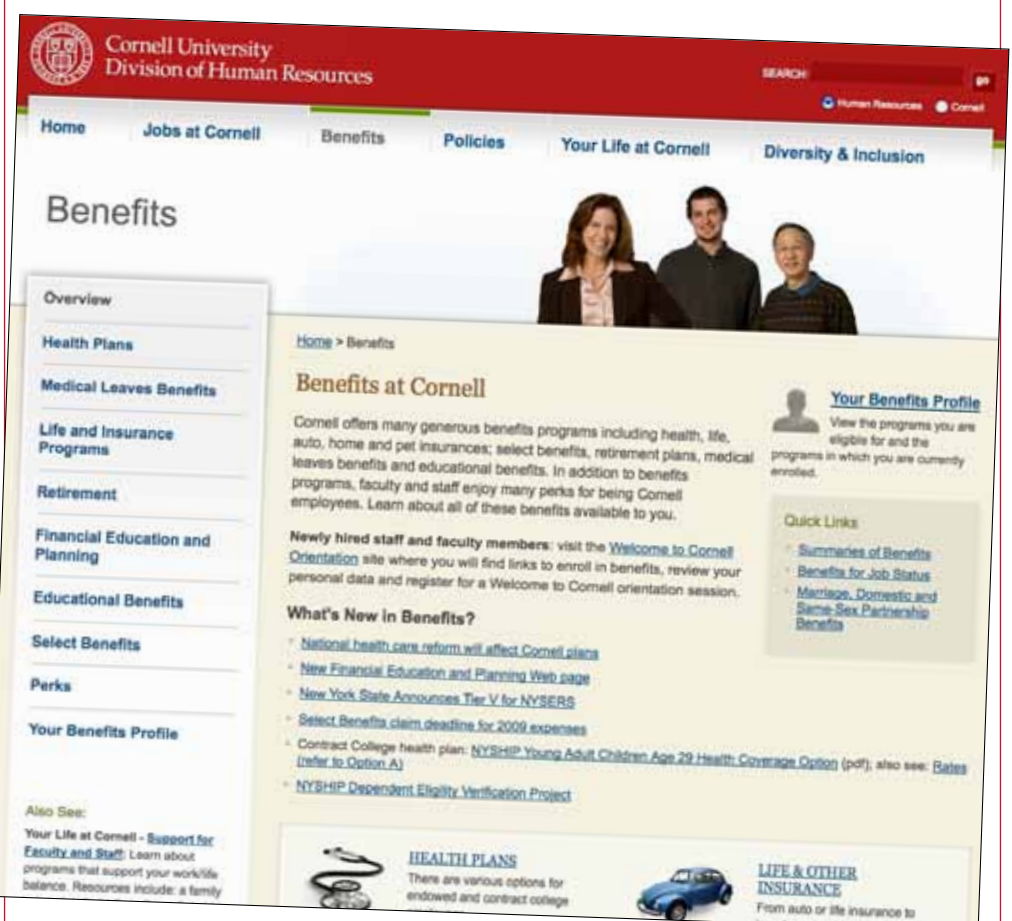 Cornell University
Division of Human Resources
SEARCH:
go
Human Resources
Cornell
Home
Jobs at Cornell
Benefits
Policies
Your Life at Cornell
Diversity & Inclusion
Benefits
Overview
Health Plans
Medical Leaves Benefits
Life and Insurance
Programs
Retirement
Financial Education and
Planning
Educational Benefits
Select Benefits
Perks
Your Benefits Profile
Also See:
Your Life at Cornell - Support for
Faculty and Staff: Learn about
programs that support your work/life
balance. Resources include: a family
Home > Benefits
Benefits at Cornell
Cornell offers many generous benefits programs including health, life,
auto, home and pet insurances; select benefits, retirement plans, medical
leaves benefits and educational benefits. In addition to benefits
programs, faculty and staff enjoy many perks for being Cornell
employees. Learn about all of these benefits available to you.
Newly hired staff and faculty members: visit the Welcome to Cornell
Orientation site where you will find links to enroll in benefits, review your
personal data and register for a Welcome to Cornell orientation session.
What's New in Benefits?
National health care reform will affect Cornell plans
New Financial Education and Planning Web page
New York State Announces Tier V for NYSERS
Select Benefits claim deadline for 2009 expenses
Contract College health plan: NYSHIP Young Adult Children Age 29 Health Coverage Option (pdf); also see: Rates
(refer to Option A)
NYSHIP Dependent Eligility Verification Project
Your Benefits Profile
View the programs you are
eligible for and the
programs in which you are currently
enrolled.
Quick Links
Summaries of Benefits
Benefits for Job Status
Marriage, Domestic and
Same-Sex Partnership
Benefits
HEALTH PLANS
There are various options for
endowed and contract college
LIFE & OTHER
INSURANCE
From auto or life insurance to